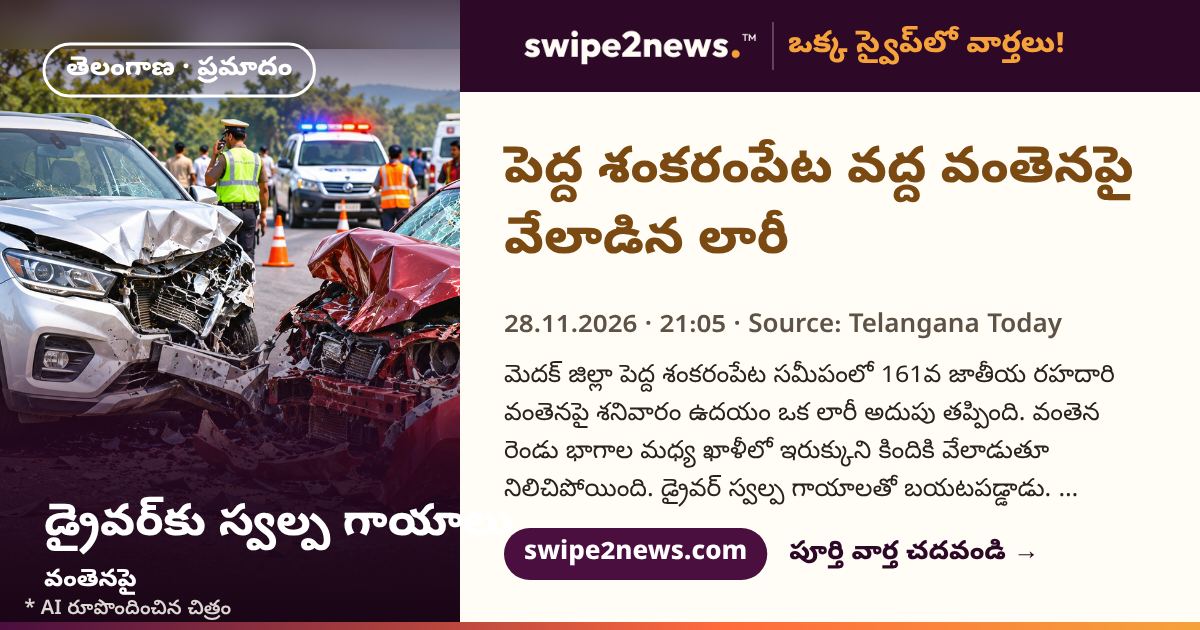 తెలంగాణ · ప్రమాదం
swipe2news.™
ఒక్క స్వైప్‌లో వార్తలు!
పెద్ద శంకరంపేట వద్ద వంతెనపై
వేలాడిన లారీ
28.11.2026 · 21:05 · Source: Telangana Today
మెదక్ జిల్లా పెద్ద శంకరంపేట సమీపంలో 161వ జాతీయ రహదారి
వంతెనపై శనివారం ఉదయం ఒక లారీ అదుపు తప్పింది. వంతెన
రెండు భాగాల మధ్య ఖాళీలో ఇరుక్కుని కిందికి వేలాడుతూ
నిలిచిపోయింది. డ్రైవర్ స్వల్ప గాయాలతో బయటపడ్డాడు. ...
డ్రైవర్‌కు స్వల్ప గాయాలు
వంతెనపై
* AI రూపొందించిన చిత్రం
swipe2news.com
పూర్తి వార్త చదవండి →